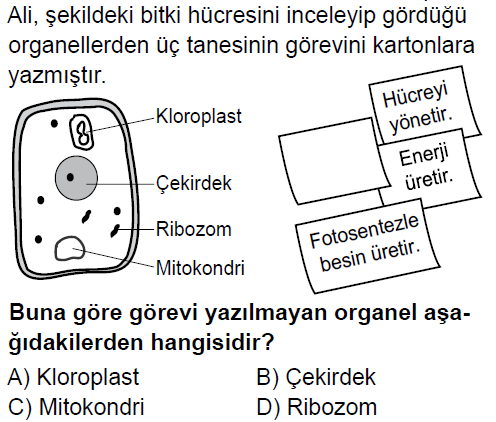 Ali, şekildeki bitki hücresini inceleyip gördüğü
organellerden üç tanesinin görevini kartonlara
yazmıştır.
Kloroplast
Çekirdek
Ribozom
Mitokondri
Hücreyi
yönetir.
Enerji
üretir.
Fotosentezle
besin üretir.
Buna göre görevi yazılmayan organel aşa-
ğıdakilerden hangisidir?
A) Kloroplast
B) Çekirdek
C) Mitokondri
D) Ribozom